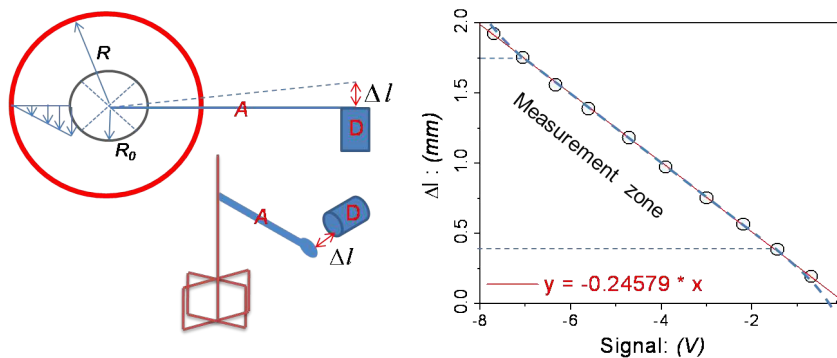 R
R₀
A
Δl
D
A
D
Δl
2.0
1.5
1.0
0.5
0.0
Δl : (mm)
Measurement zone
y = -0.24579 * x
-8
-6
-4
-2
Signal: (V)